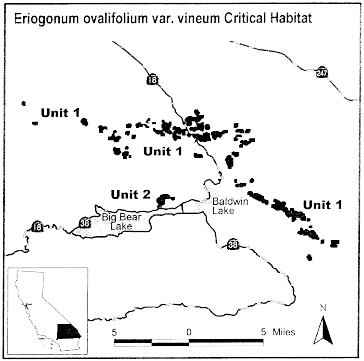 Eriogonum ovalifolium var. vineum Critical Habitat
18
247
Unit 1
Unit 1
Unit 2
Unit 1
Baldwin
Lake
Big Bear
Lake
18
38
38
N
5 0 5 Miles